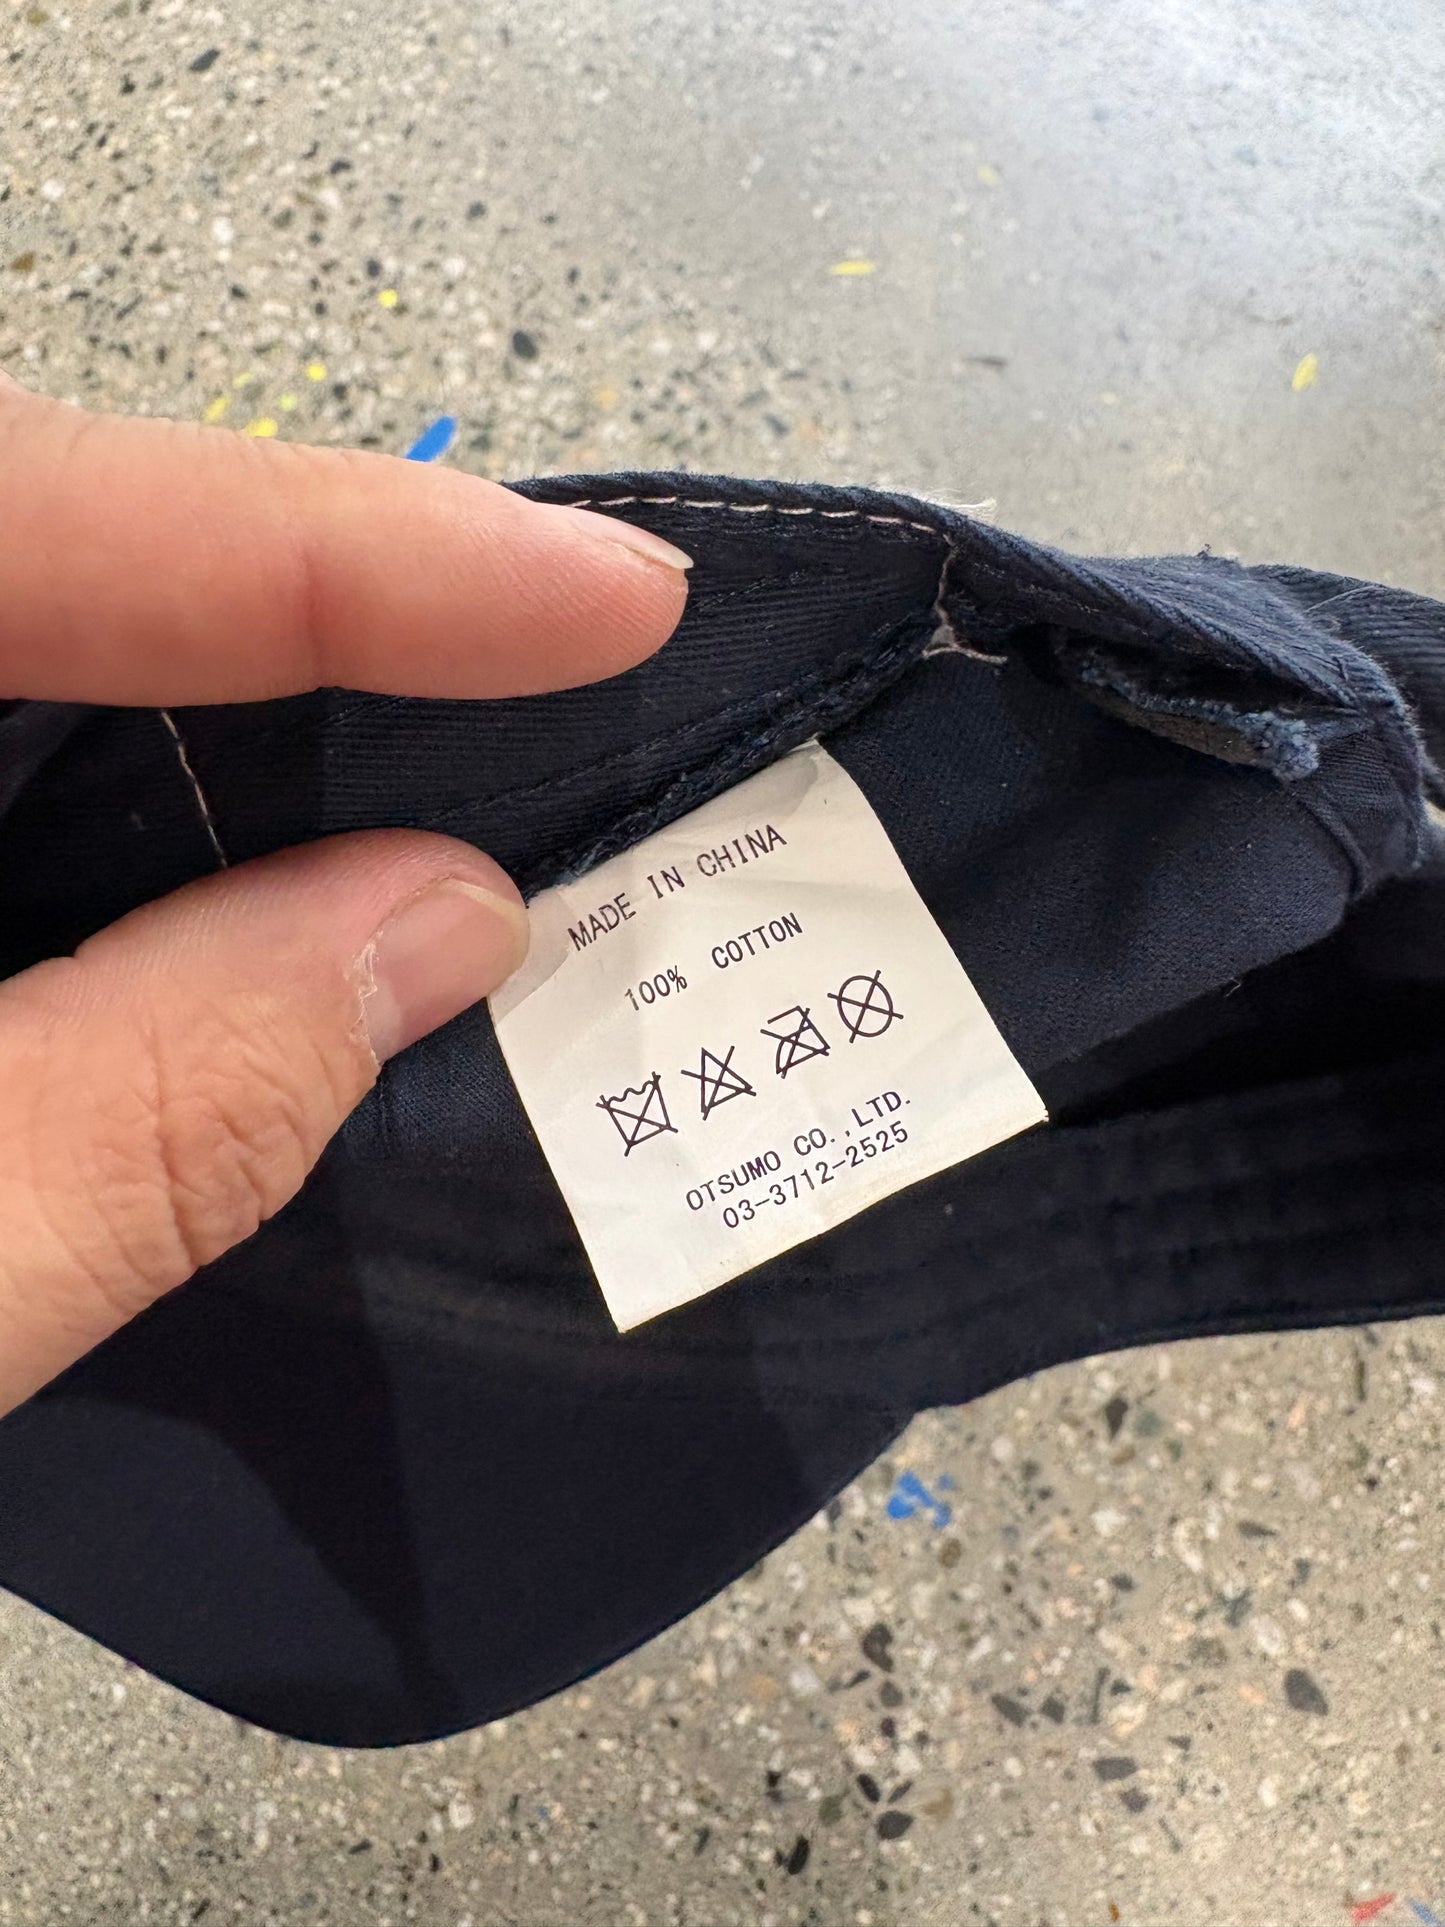 MADE IN CHINA
100% COTTON
OTSUMO CO.,LTD.
03-3712-2525